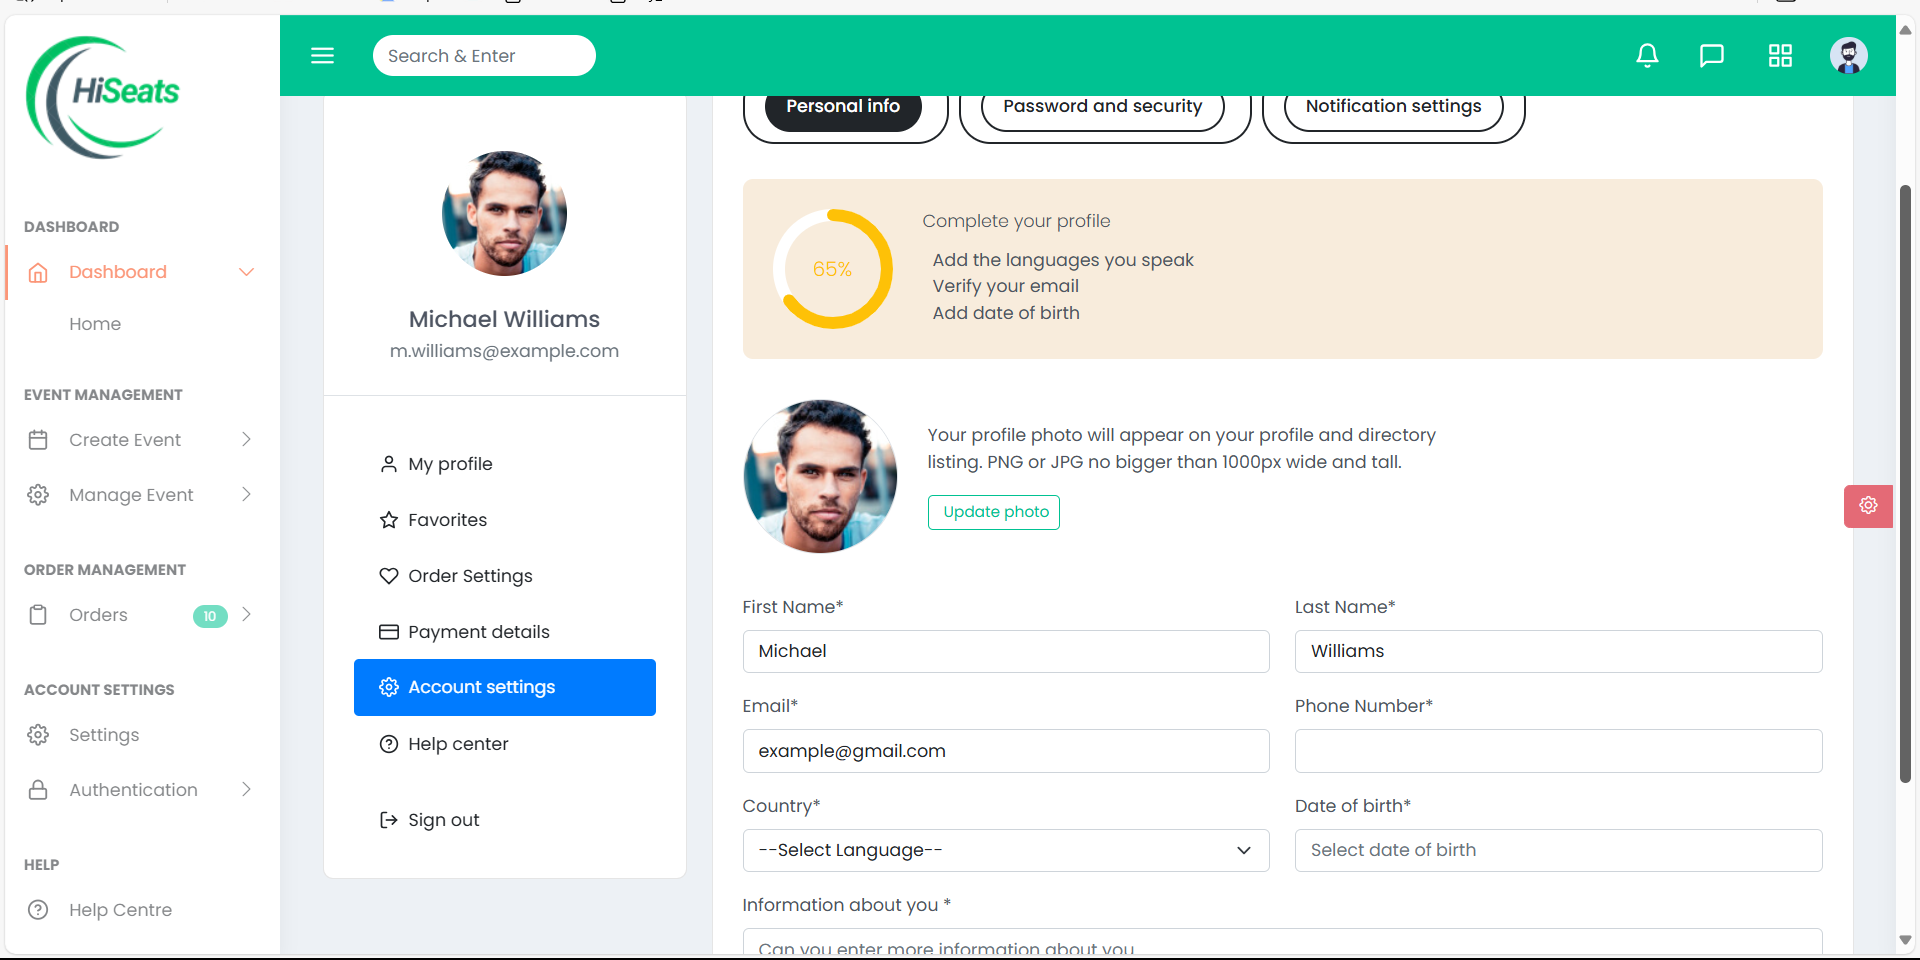 HiSeats
Search & Enter
DASHBOARD
Dashboard
Home
EVENT MANAGEMENT
Create Event
Manage Event
ORDER MANAGEMENT
Orders
10
ACCOUNT SETTINGS
Settings
Authentication
HELP
Help Centre
Michael Williams
m.williams@example.com
My profile
Favorites
Order Settings
Payment details
Account settings
Help center
Sign out
Personal info
Password and security
Notification settings
65%
Complete your profile
Add the languages you speak
Verify your email
Add date of birth
Your profile photo will appear on your profile and directory
listing. PNG or JPG no bigger than 1000px wide and tall.
Update photo
First Name*
Last Name*
Michael
Williams
Email*
Phone Number*
example@gmail.com
Country*
Date of birth*
--Select Language--
Select date of birth
Information about you *
Can you enter more information about you